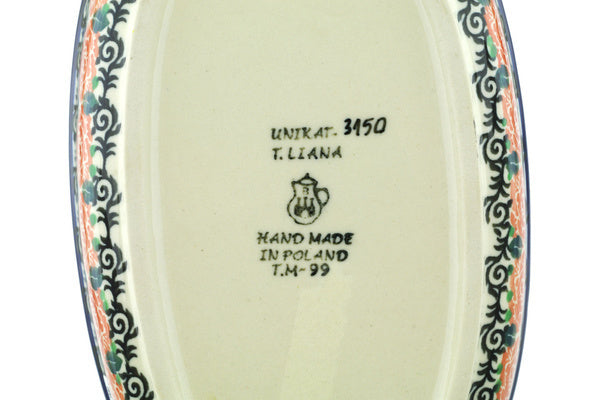 UNIKAT-3150
T. LIANA
HAND MADE
IN POLAND
T.M-99